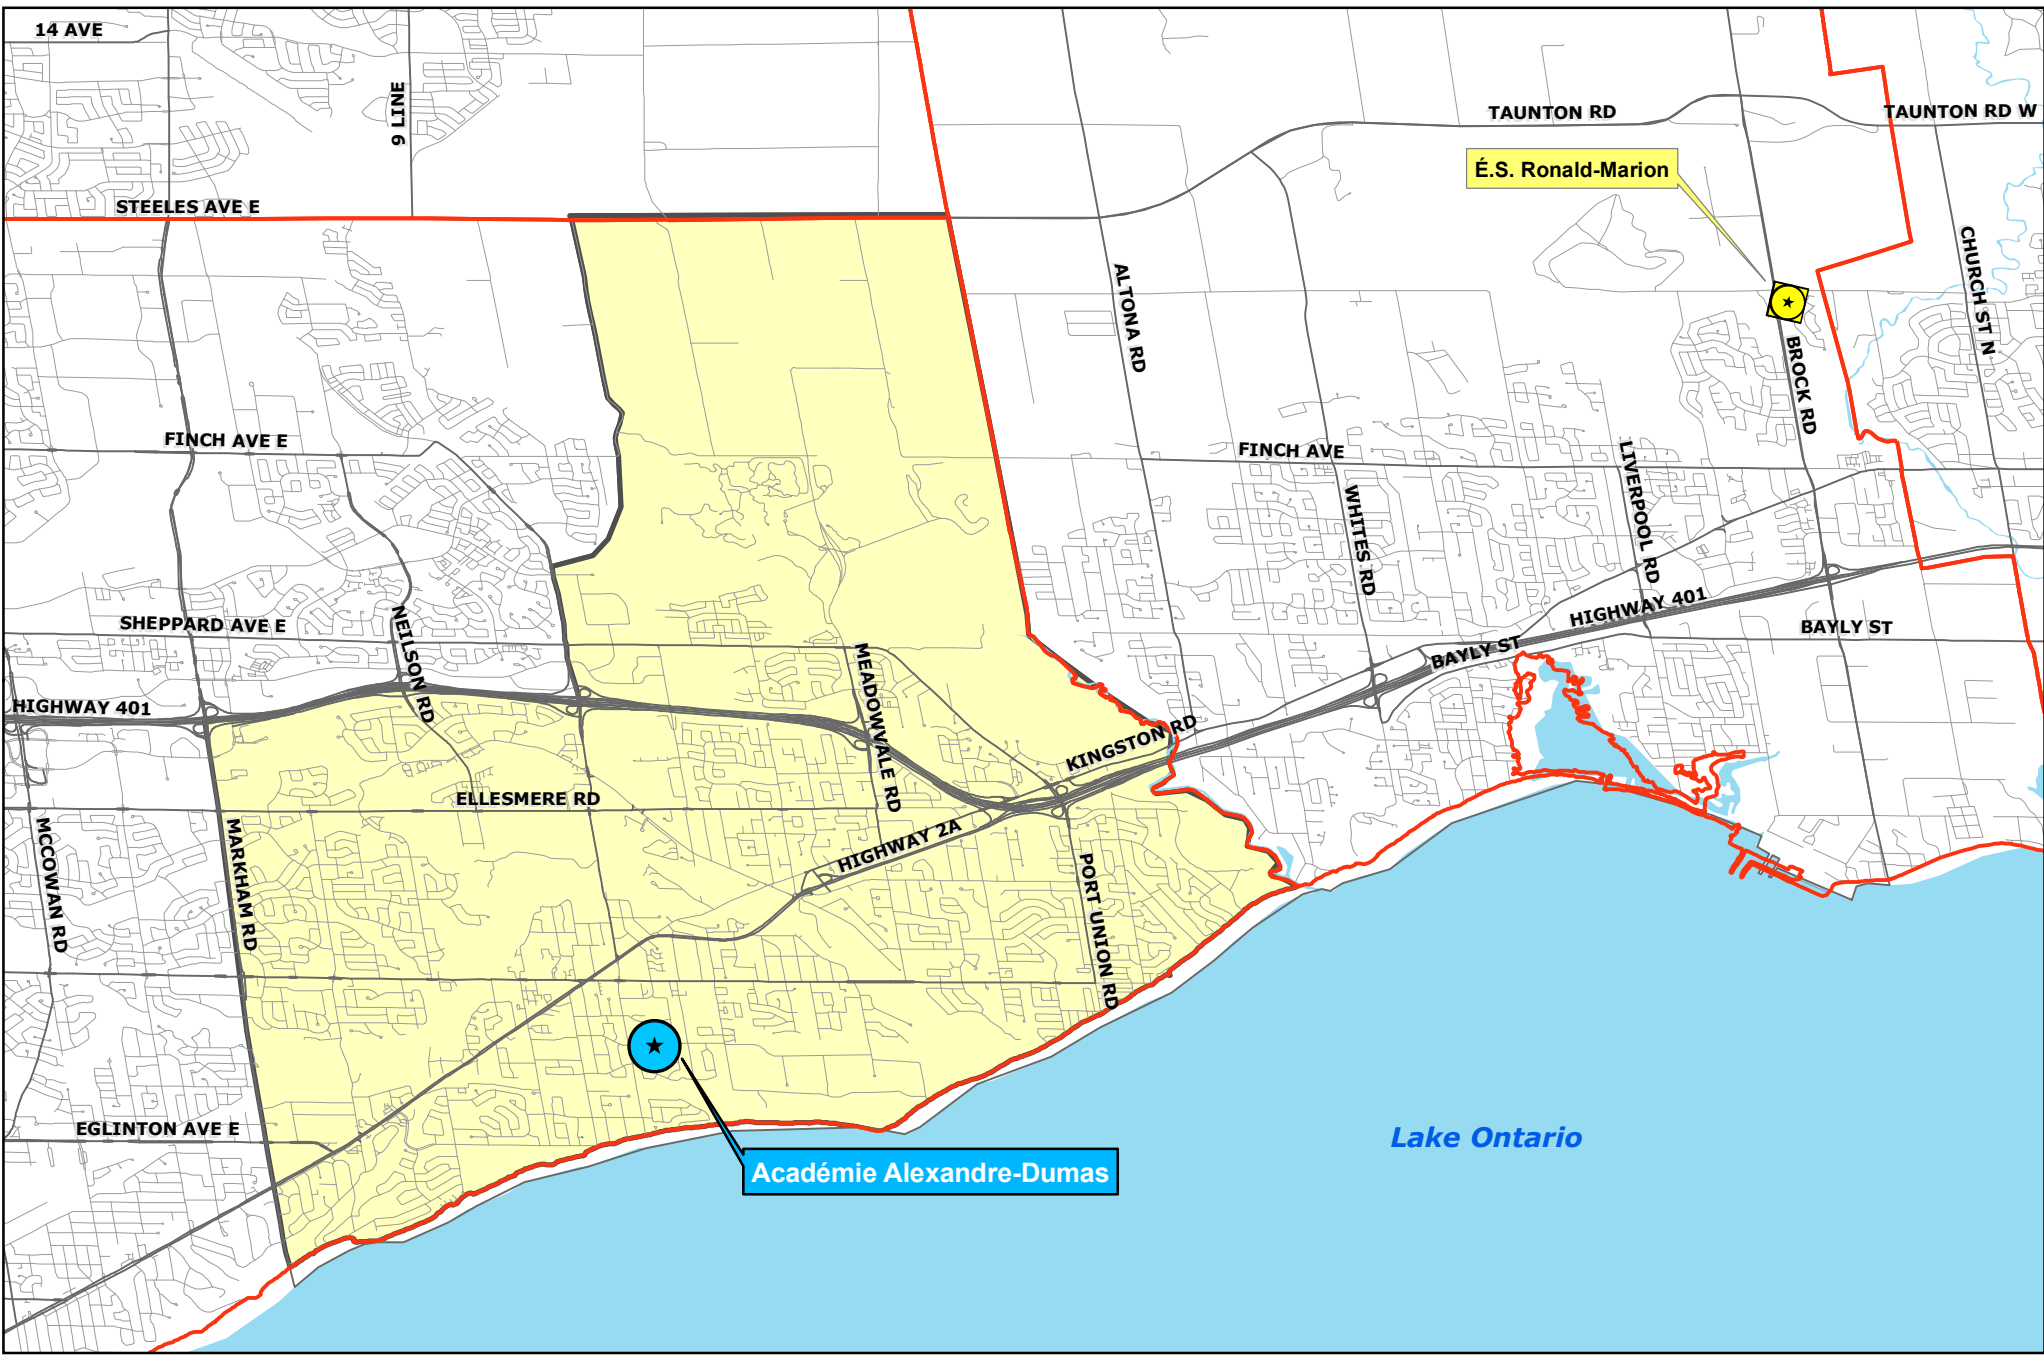 14 AVE
9 LINE
TAUNTON RD
TAUNTON RD W
É.S. Ronald-Marion
STEELES AVE E
ALTONA RD
CHURCH ST N
BROCK RD
FINCH AVE E
FINCH AVE
LIVERPOOL RD
WHITES RD
SHEPPARD AVE E
NEILSON RD
MEADOWVALE RD
HIGHWAY 401
BAYLY ST
BAYLY ST
HIGHWAY 401
KINGSTON RD
ELLESMERE RD
HIGHWAY 2A
MCCOWAN RD
MARKHAM RD
PORT UNION RD
EGLINTON AVE E
Lake Ontario
Académie Alexandre-Dumas